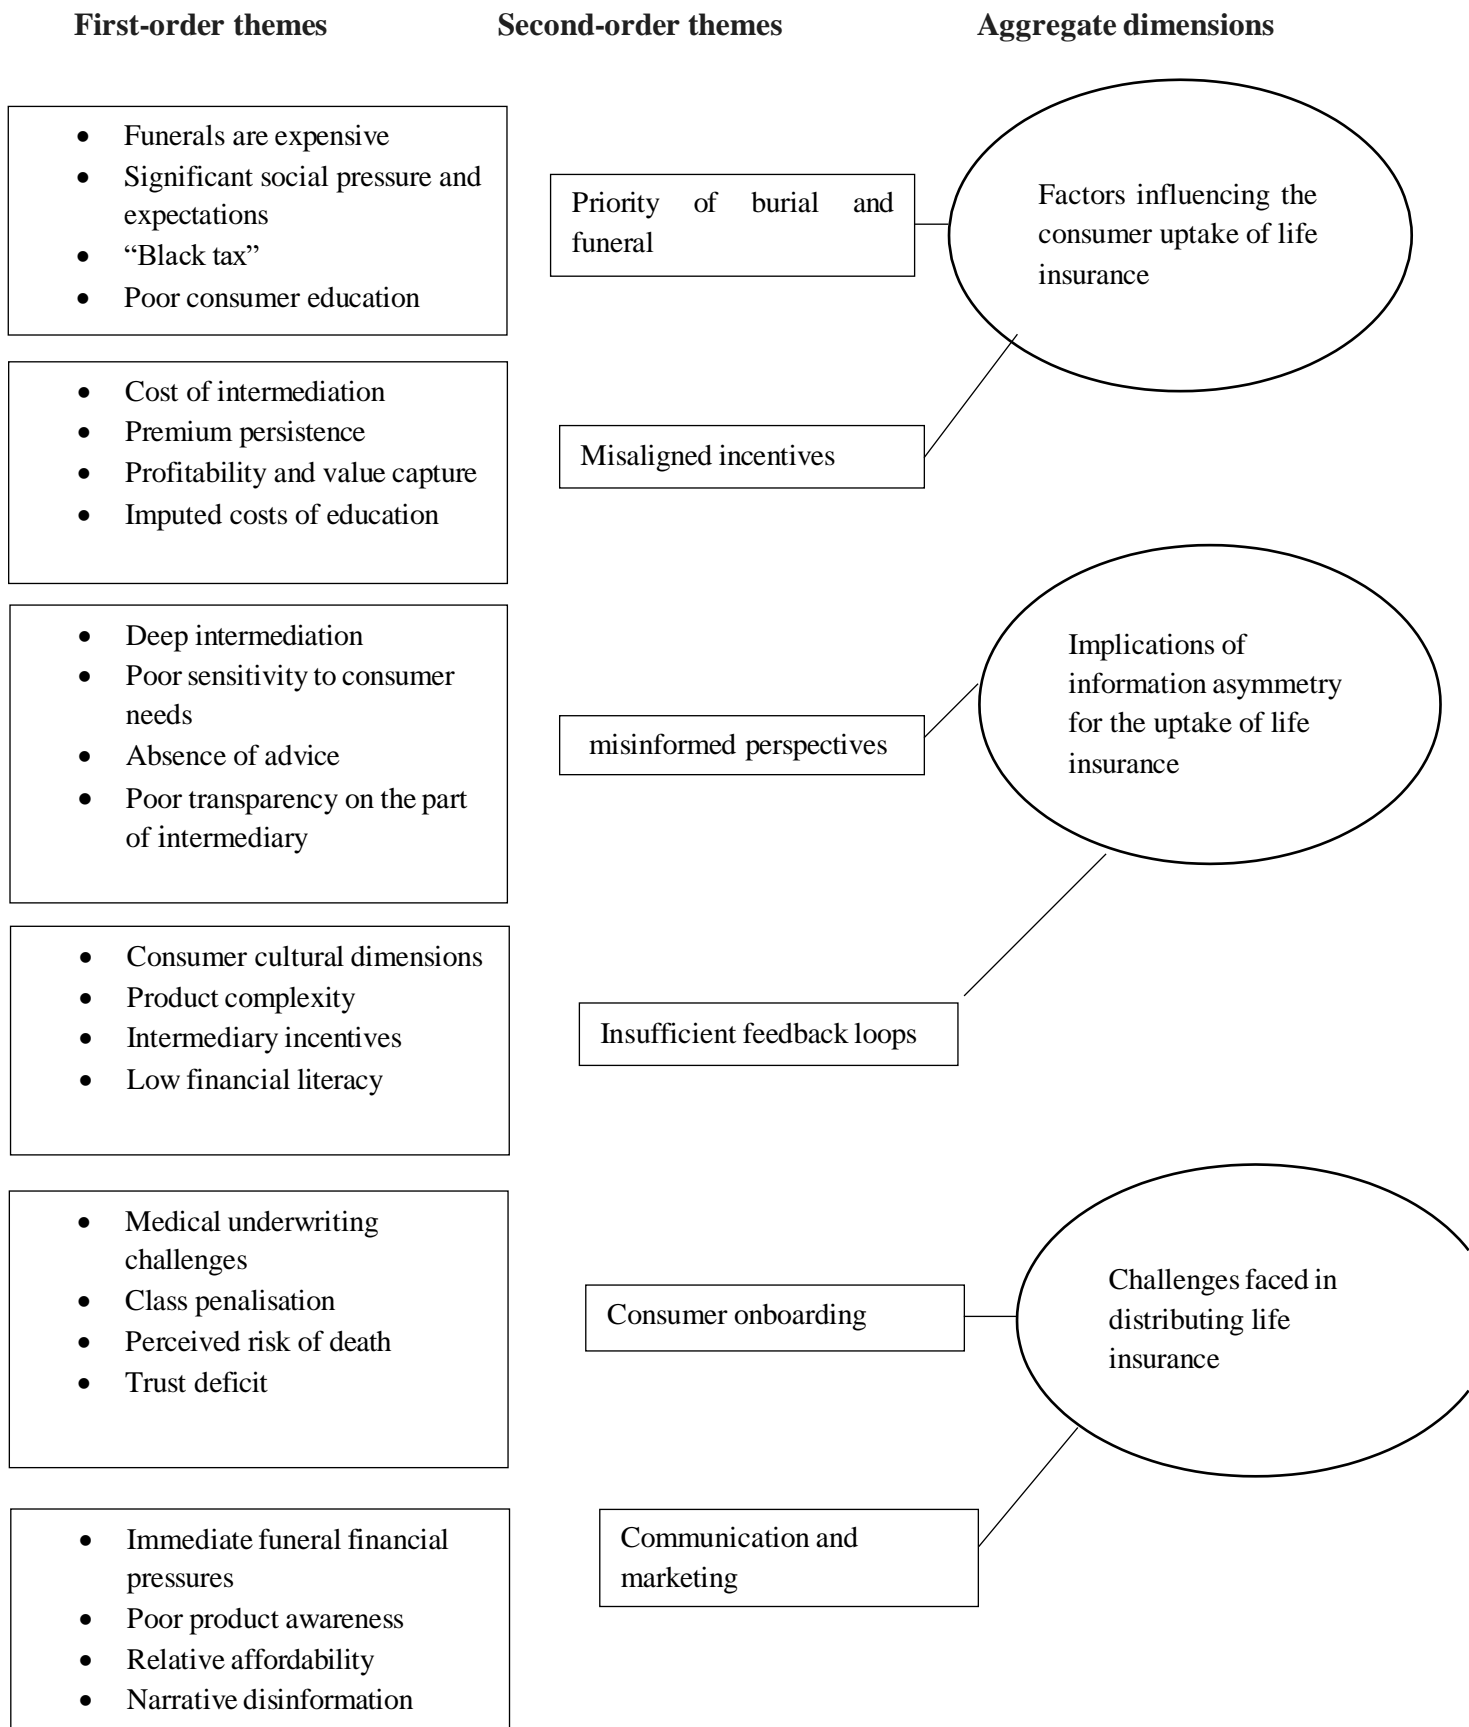 First-order themes
Second-order themes
Aggregate dimensions
• Funerals are expensive
• Significant social pressure and
expectations
• “Black tax”
• Poor consumer education
Priority of burial and
funeral
Factors influencing the
consumer uptake of life
insurance
• Cost of intermediation
• Premium persistence
• Profitability and value capture
• Imputed costs of education
Misaligned incentives
• Deep intermediation
• Poor sensitivity to consumer
needs
• Absence of advice
• Poor transparency on the part
of intermediary
misinformed perspectives
Implications of
information asymmetry
for the uptake of life
insurance
• Consumer cultural dimensions
• Product complexity
• Intermediary incentives
• Low financial literacy
Insufficient feedback loops
• Medical underwriting
challenges
• Class penalisation
• Perceived risk of death
• Trust deficit
Consumer onboarding
Challenges faced in
distributing life
insurance
• Immediate funeral financial
pressures
• Poor product awareness
• Relative affordability
• Narrative disinformation
Communication and
marketing